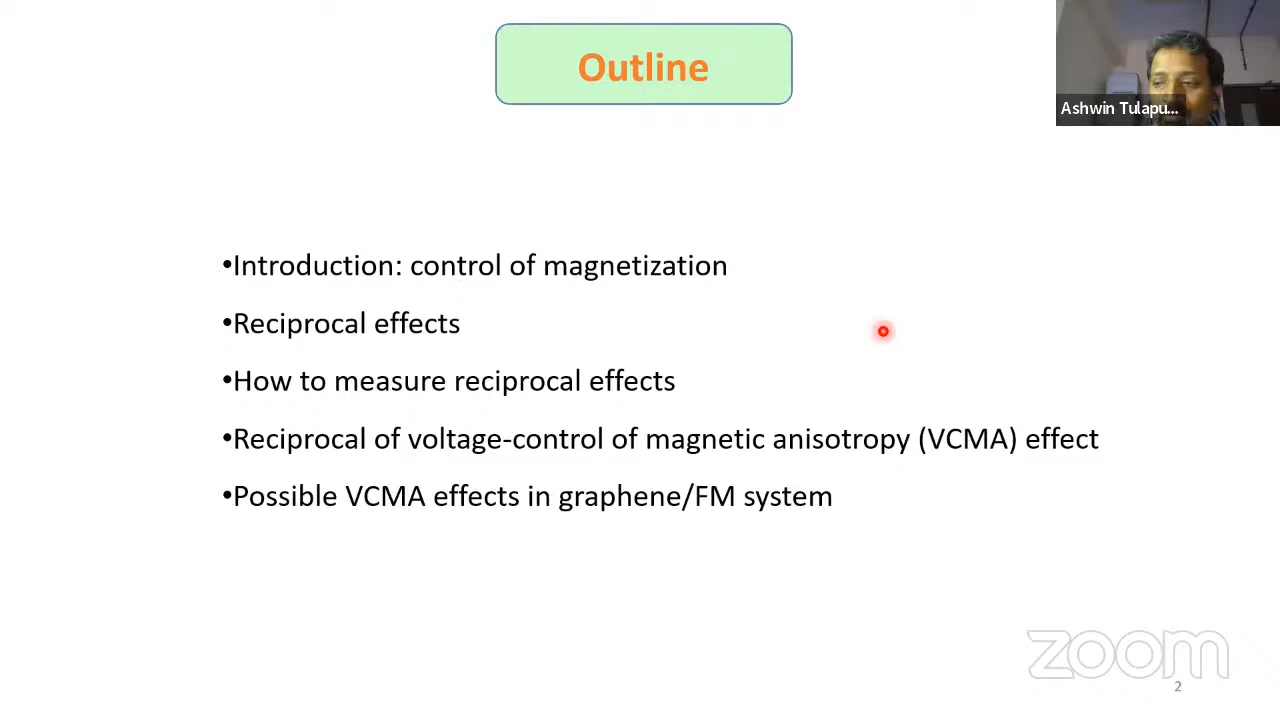 Outline
Ashwin Tulapu...
•Introduction: control of magnetization
•Reciprocal effects
•How to measure reciprocal effects
•Reciprocal of voltage-control of magnetic anisotropy (VCMA) effect
•Possible VCMA effects in graphene/FM system
zoom
2